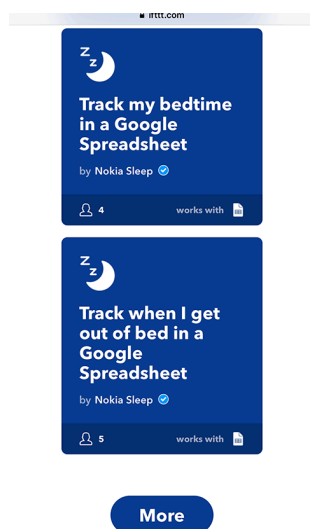 ifttt.com
z
z
Track my bedtime
in a Google
Spreadsheet
by Nokia Sleep
4 works with
z
z
Track when I get
out of bed in a
Google
Spreadsheet
by Nokia Sleep
5 works with
More